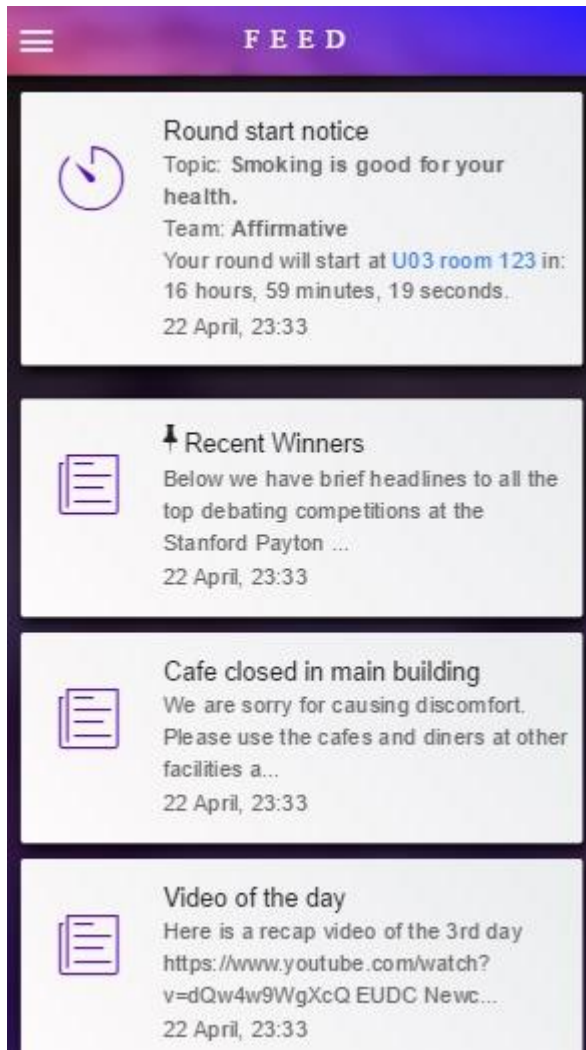 FEED
Round start notice
Topic: Smoking is good for your
health.
Team: Affirmative
Your round will start at U03 room 123 in:
16 hours, 59 minutes, 19 seconds.
22 April, 23:33
Recent Winners
Below we have brief headlines to all the
top debating competitions at the
Stanford Payton ...
22 April, 23:33
Cafe closed in main building
We are sorry for causing discomfort.
Please use the cafes and diners at other
facilities a...
22 April, 23:33
Video of the day
Here is a recap video of the 3rd day
https://www.youtube.com/watch?
v=dQw4w9WgXcQ EUDC Newc...
22 April, 23:33